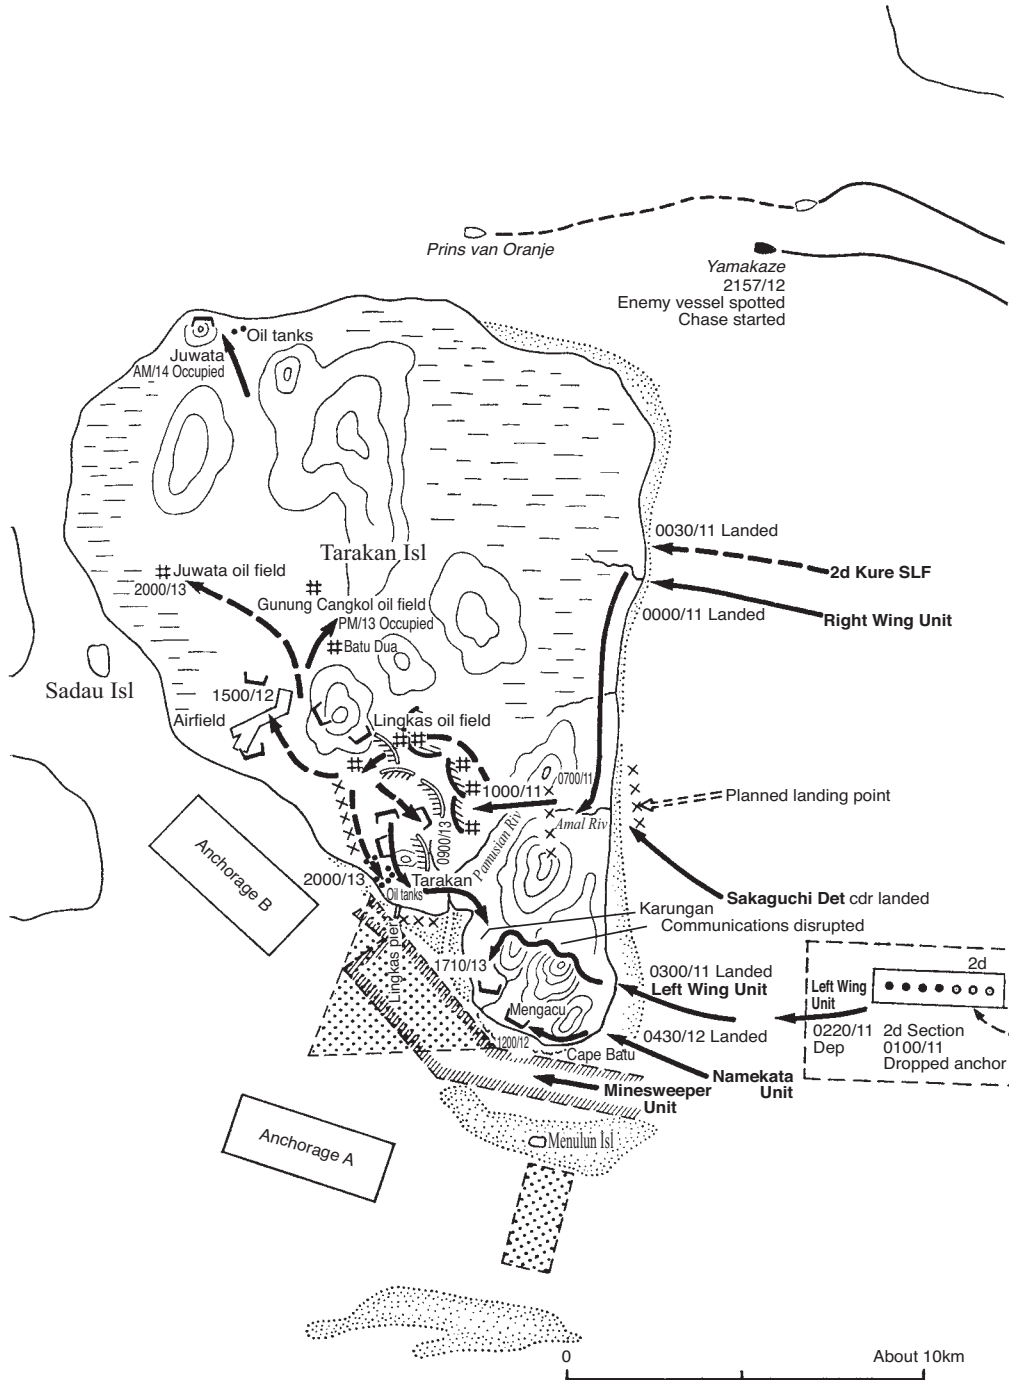 Prins van Oranje
Yamakaze
2157/12
Enemy vessel spotted
Chase started
Oil tanks
Juwata
AM/14 Occupied
0030/11 Landed
Tarakan Isl
Juwata oil field
2000/13
2d Kure SLF
Gunung Cangkol oil field
PM/13 Occupied
0000/11 Landed
Right Wing Unit
Batu Dua
Sadau Isl
1500/12
Airfield
Lingkas oil field
0700/11
1000/11
Planned landing point
Amal Riv
Pamusian Riv
0900/13
Anchorage B
2000/13
Tarakan
Oil tanks
Sakaguchi Det cdr landed
Karungan
Communications disrupted
Lingkas pier
1710/13
0300/11 Landed
Left Wing Unit
2d
Left Wing
Unit
Mengacu
0430/12 Landed
0220/11
Dep
2d Section
0100/11
Dropped anchor
1200/12
Cape Batu
Namekata
Unit
Minesweeper
Unit
Anchorage A
Menulun Isl
0
About 10km